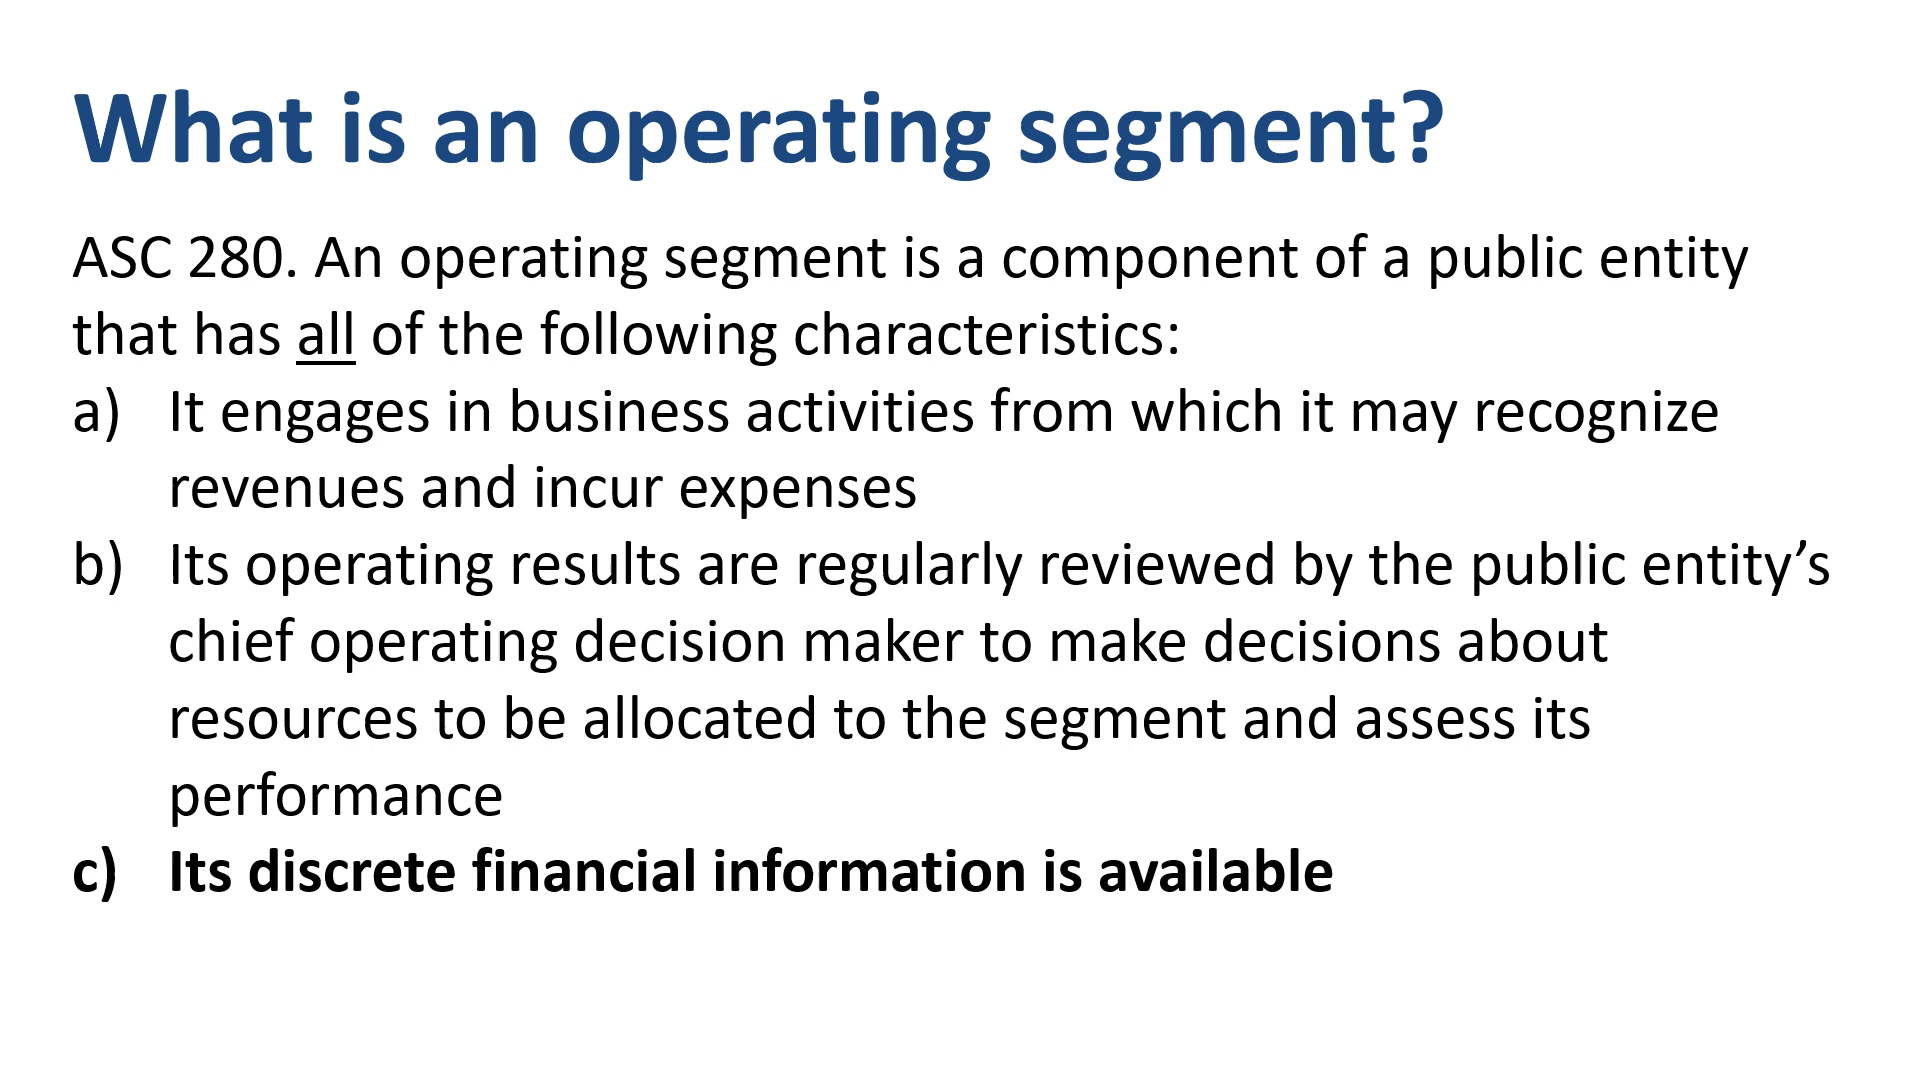 What is an operating segment?
ASC 280. An operating segment is a component of a public entity
that has all of the following characteristics:
a) It engages in business activities from which it may recognize
revenues and incur expenses
b) Its operating results are regularly reviewed by the public entity’s
chief operating decision maker to make decisions about
resources to be allocated to the segment and assess its
performance
c) Its discrete financial information is available